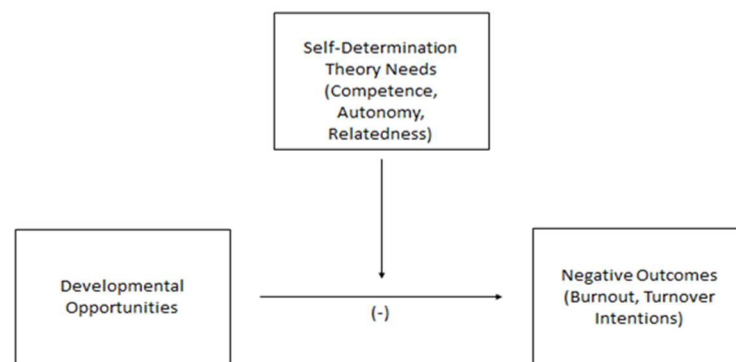 Self-Determination
Theory Needs
(Competence,
Autonomy,
Relatedness)
Developmental
Opportunities
(-)
Negative Outcomes
(Burnout, Turnover
Intentions)